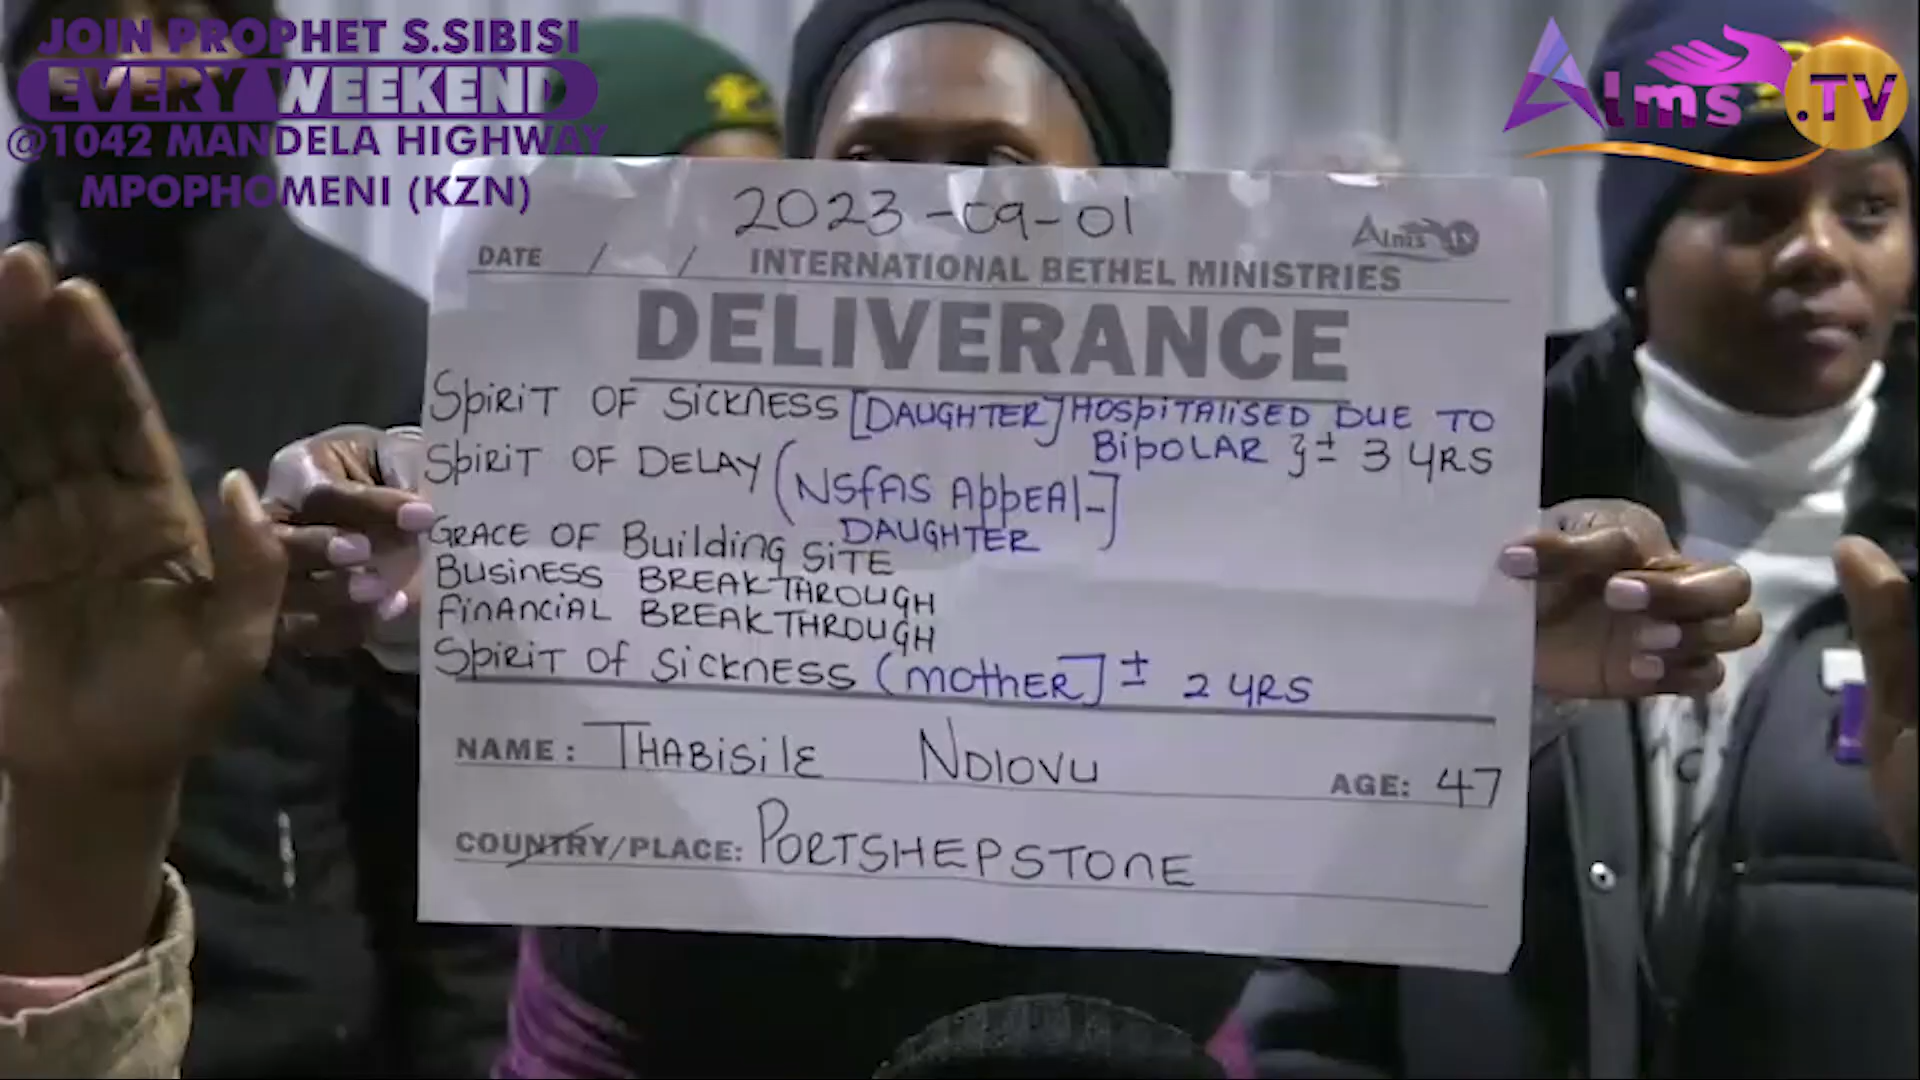 JOIN PROPHET S.SIBISI
EVERY WEEKEND
@1042 MANDELA HIGHWAY
MPOPHOMENI (KZN)
Alms .TV
2023-09-01
Alms TV
DATE / / INTERNATIONAL BETHEL MINISTRIES
DELIVERANCE
SPIRIT OF SICKNESS [DAUGHTER] HOSPITALISED DUE TO
BIPOLAR } ± 3 YRS
SPIRIT OF DELAY (NSFAS APPEAL-]
DAUGHTER
GRACE OF BUILDING SITE
BUSINESS BREAKTHROUGH
FINANCIAL BREAKTHROUGH
SPIRIT OF SICKNESS (MOTHER] ± 2 YRS
NAME: THABISILE NDLOVU AGE: 47
COUNTRY/PLACE: PORTSHEPSTONE